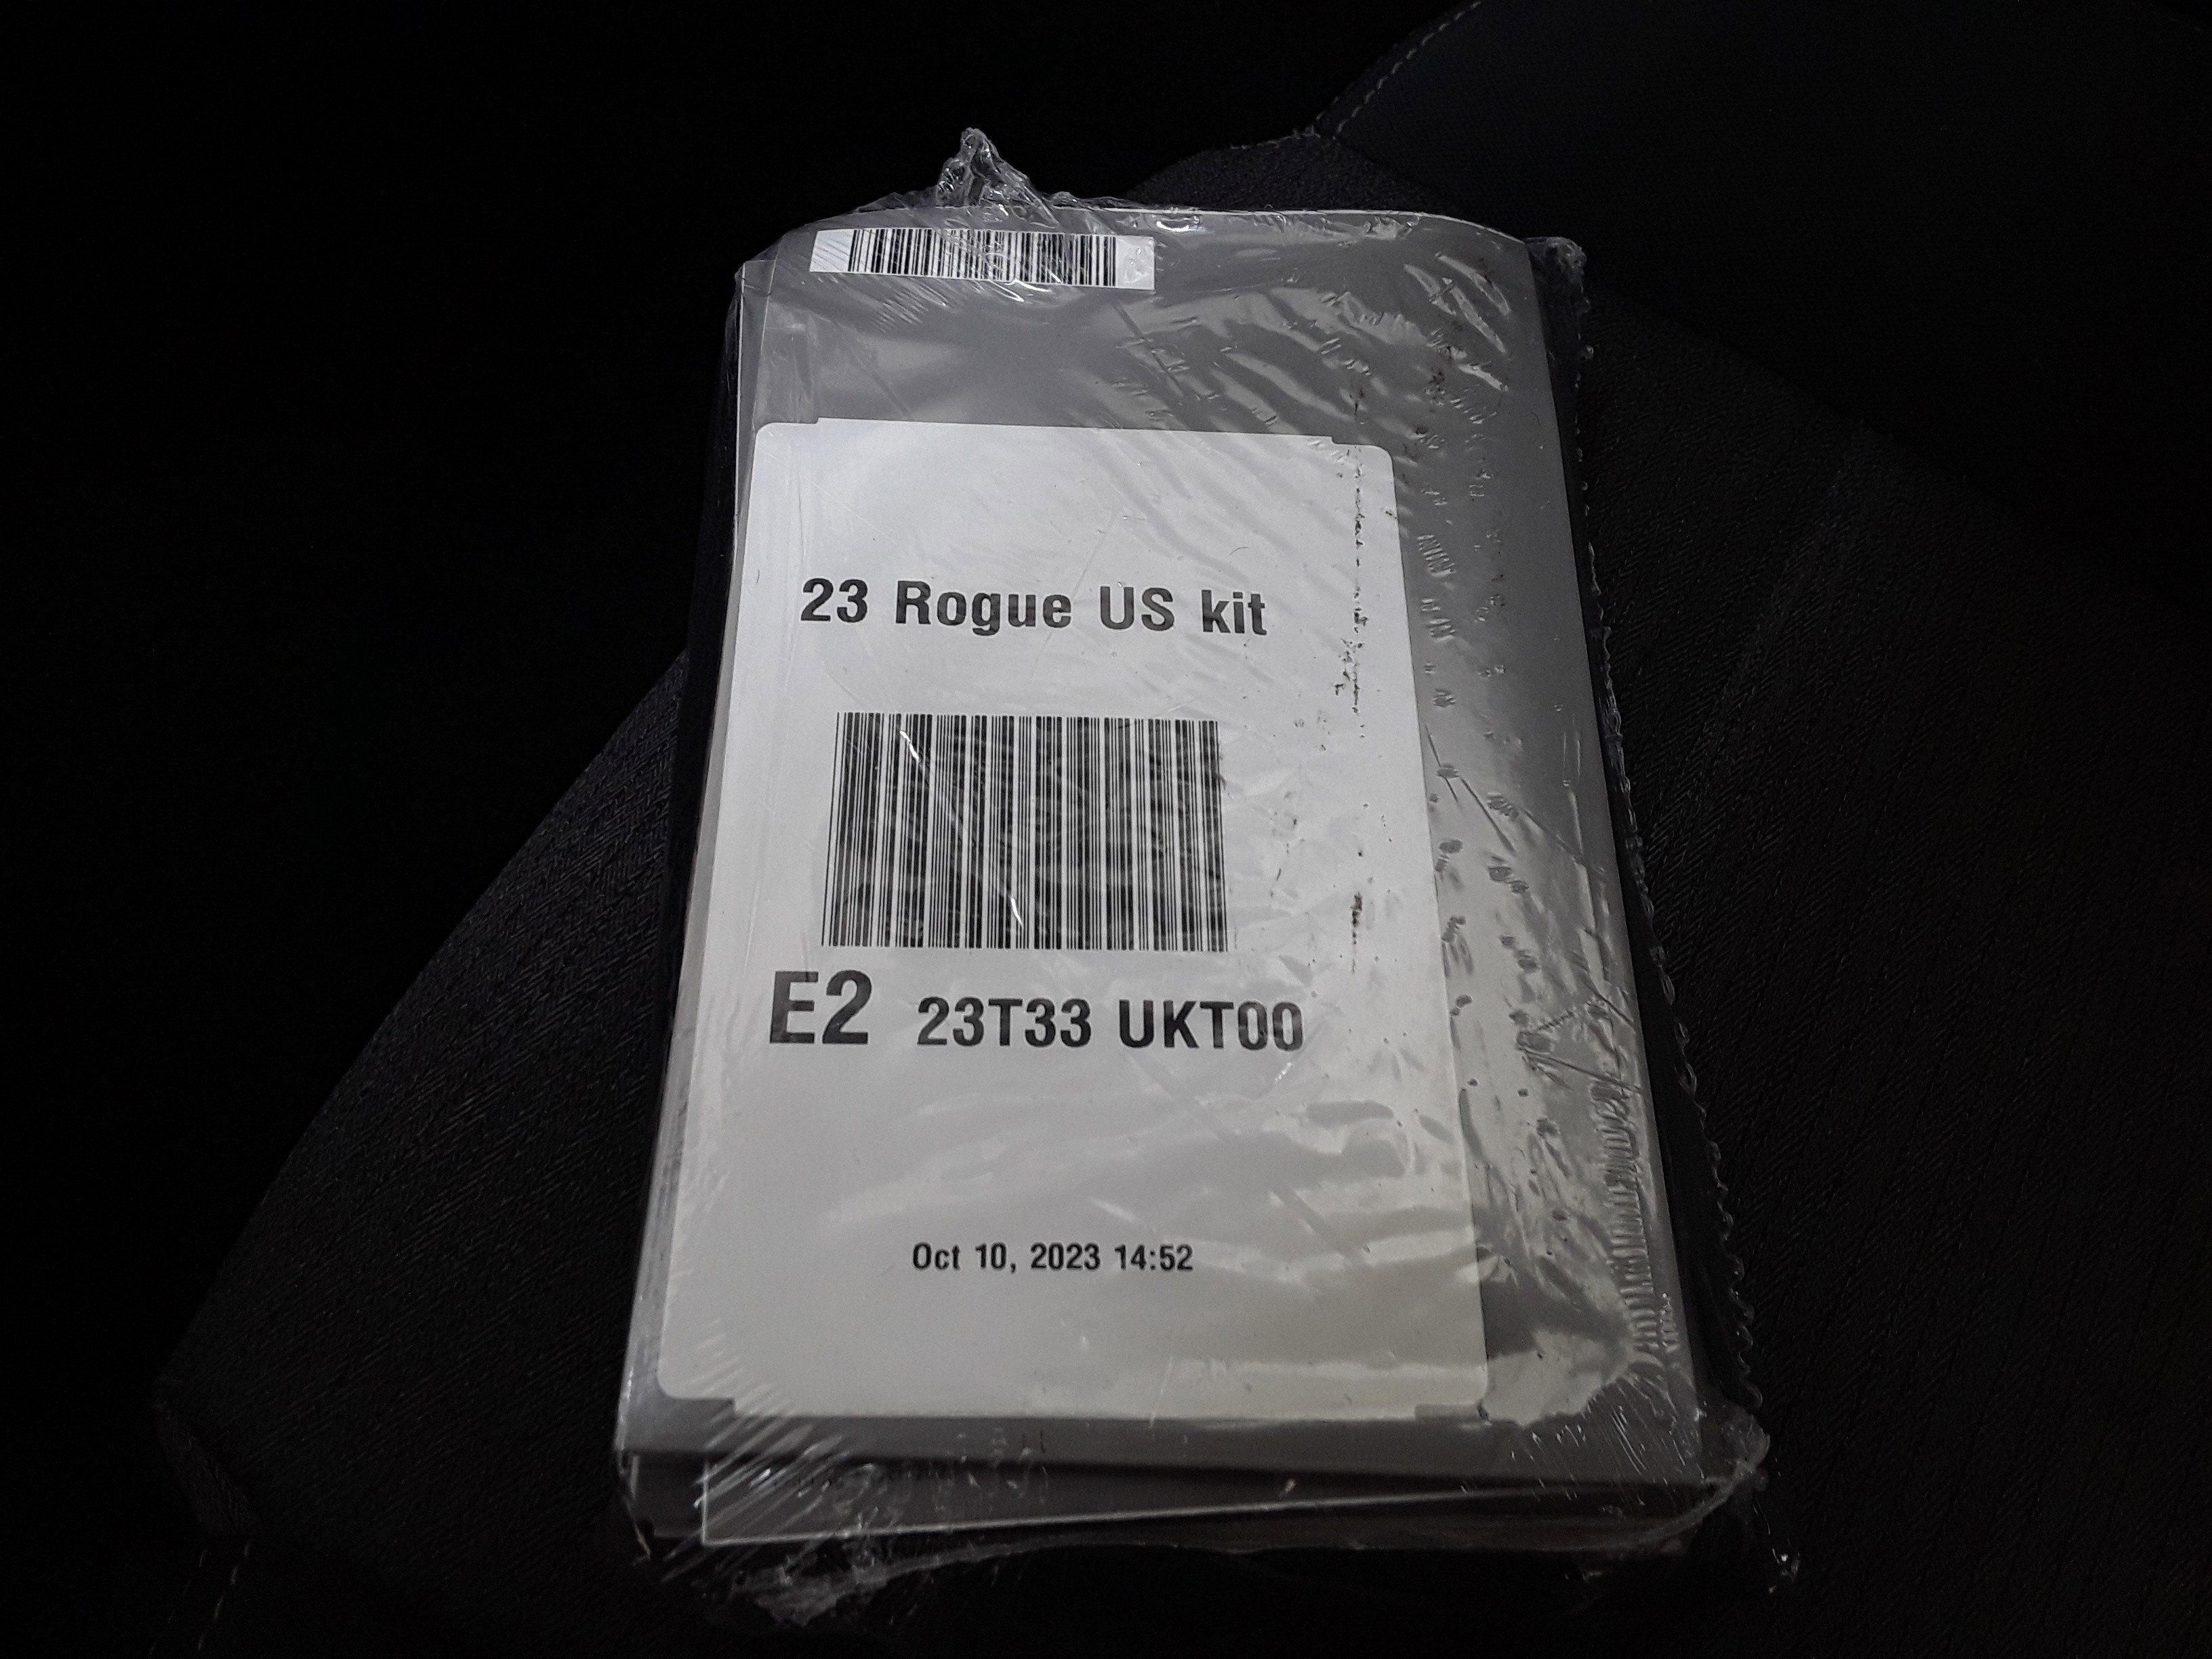 23 Rogue US kit
E2 23T33 UKT00
Oct 10, 2023 14:52